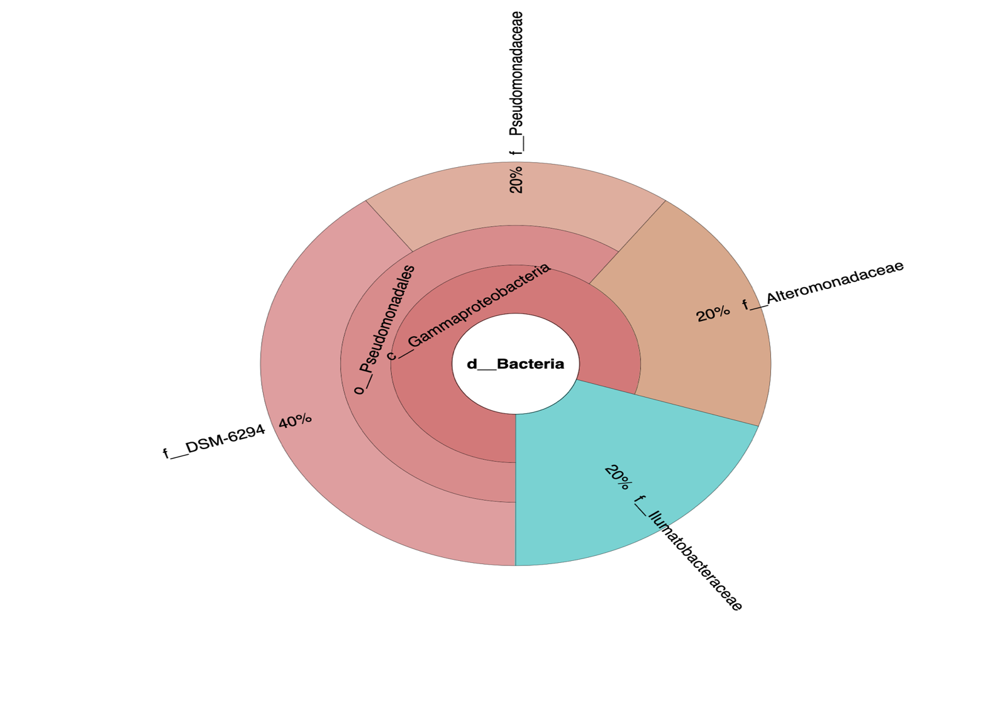 20% f__Pseudomonadaceae
20% f__Alteromonadaceae
o__Pseudomonadales
c__Gammaproteobacteria
d__Bacteria
f__DSM-6294 40%
20% f__Ilumatobacteraceae